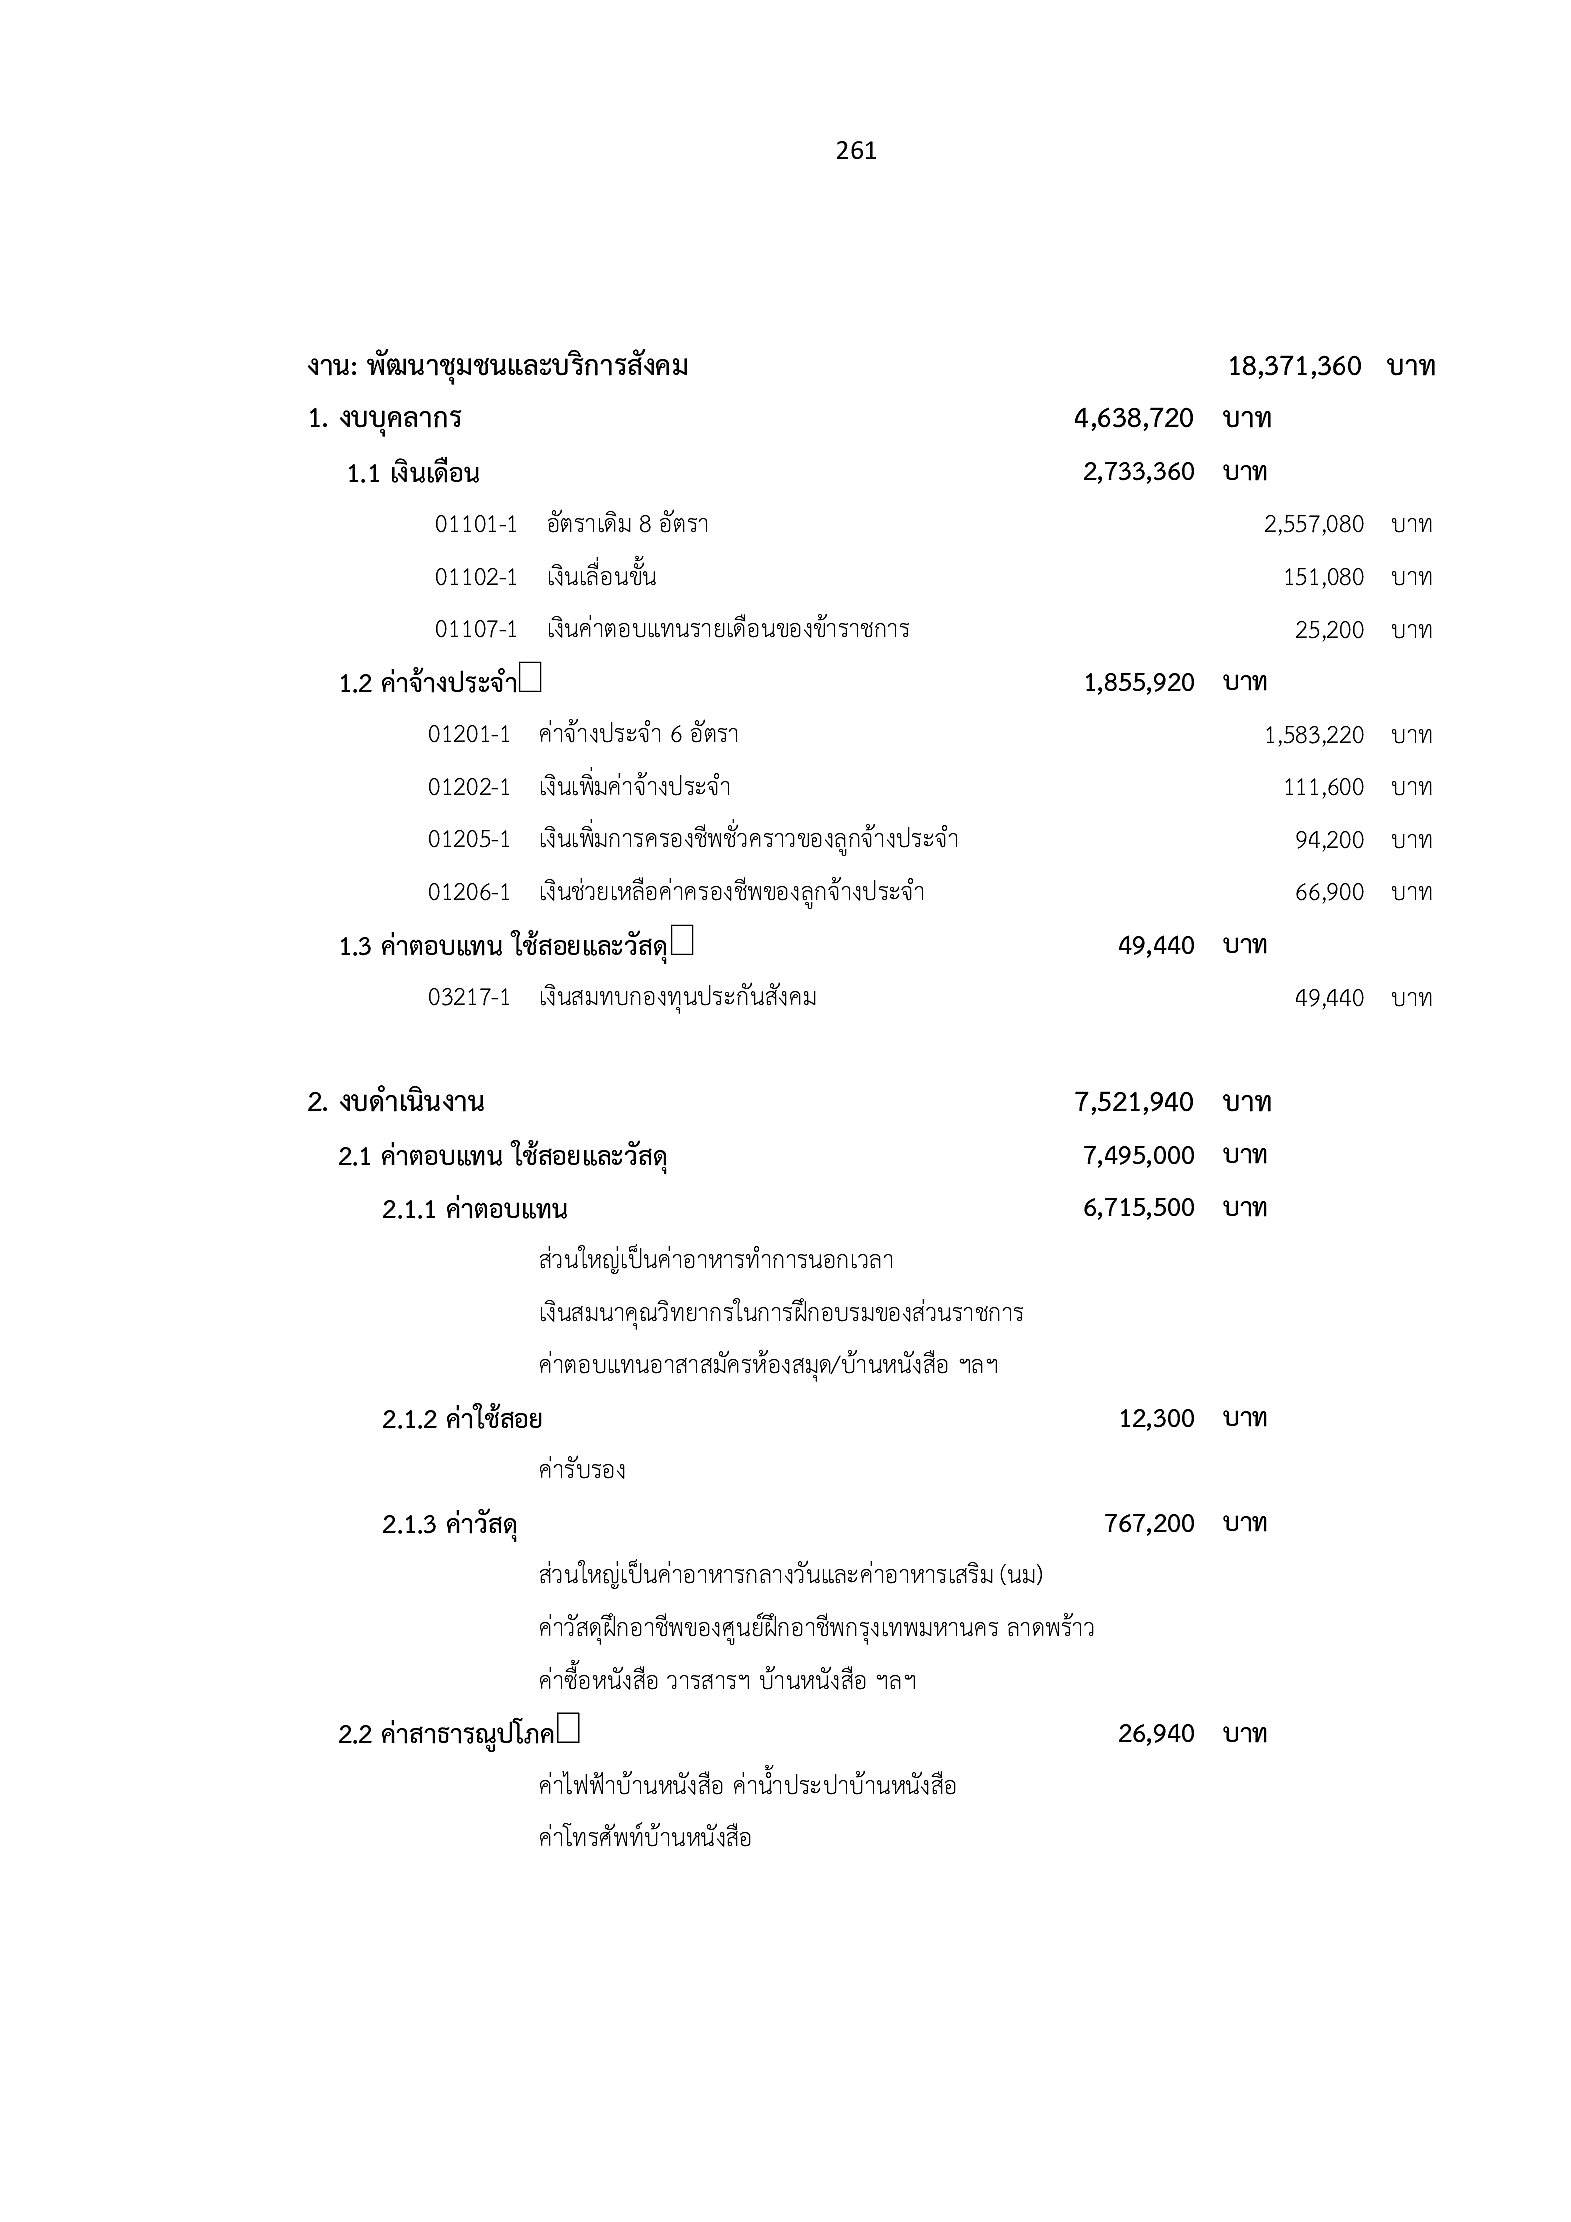 261
งาน: พัฒนาชุมชนและบริการสังคม 18,371,360 บาท
1. งบบุคลากร 4,638,720 บาท
1.1 เงินเดือน 2,733,360 บาท
01101-1 อัตราเดิม 8 อัตรา 2,557,080 บาท
01102-1 เงินเลื่อนขั้น 151,080 บาท
01107-1 เงินค่าตอบแทนรายเดือนของข้าราชการ 25,200 บาท
1.2 ค่าจ้างประจำ 1,855,920 บาท
01201-1 ค่าจ้างประจำ 6 อัตรา 1,583,220 บาท
01202-1 เงินเพิ่มค่าจ้างประจำ 111,600 บาท
01205-1 เงินเพิ่มการครองชีพชั่วคราวของลูกจ้างประจำ 94,200 บาท
01206-1 เงินช่วยเหลือค่าครองชีพของลูกจ้างประจำ 66,900 บาท
1.3 ค่าตอบแทน ใช้สอยและวัสดุ 49,440 บาท
03217-1 เงินสมทบกองทุนประกันสังคม 49,440 บาท
2. งบดำเนินงาน 7,521,940 บาท
2.1 ค่าตอบแทน ใช้สอยและวัสดุ 7,495,000 บาท
2.1.1 ค่าตอบแทน 6,715,500 บาท
ส่วนใหญ่เป็นค่าอาหารทำการนอกเวลา
เงินสมนาคุณวิทยากรในการฝึกอบรมของส่วนราชการ
ค่าตอบแทนอาสาสมัครห้องสมุด/บ้านหนังสือ ฯลฯ
2.1.2 ค่าใช้สอย 12,300 บาท
ค่ารับรอง
2.1.3 ค่าวัสดุ 767,200 บาท
ส่วนใหญ่เป็นค่าอาหารกลางวันและค่าอาหารเสริม (นม)
ค่าวัสดุฝึกอาชีพของศูนย์ฝึกอาชีพกรุงเทพมหานคร ลาดพร้าว
ค่าซื้อหนังสือ วารสารฯ บ้านหนังสือ ฯลฯ
2.2 ค่าสาธารณูปโภค 26,940 บาท
ค่าไฟฟ้าบ้านหนังสือ ค่าน้ำประปาบ้านหนังสือ
ค่าโทรศัพท์บ้านหนังสือ